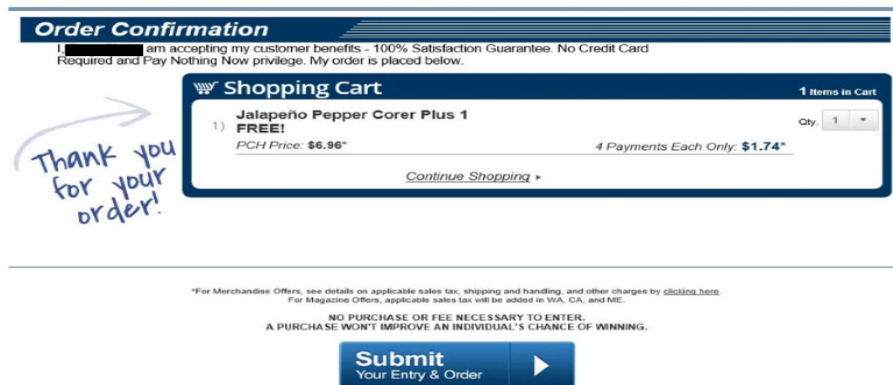 Order Confirmation
I, am accepting my customer benefits - 100% Satisfaction Guarantee. No Credit Card
Required and Pay Nothing Now privilege. My order is placed below.
Shopping Cart
1 Items in Cart
1) Jalapeño Pepper Corer Plus 1
FREE!
Qty. 1
PCH Price: $6.96*
4 Payments Each Only: $1.74*
Continue Shopping
Thank you
for your
order!
*For Merchandise Offers, see details on applicable sales tax, shipping and handling, and other charges by clicking here.
For Magazine Offers, applicable sales tax will be added in WA, CA, and ME.
NO PURCHASE OR FEE NECESSARY TO ENTER.
A PURCHASE WON'T IMPROVE AN INDIVIDUAL'S CHANCE OF WINNING.
Submit
Your Entry & Order